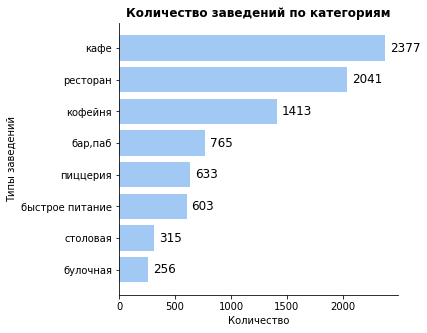 Количество заведений по категориям
Типы заведений
кафе 2377
ресторан 2041
кофейня 1413
бар,паб 765
пиццерия 633
быстрое питание 603
столовая 315
булочная 256
0 500 1000 1500 2000
Количество